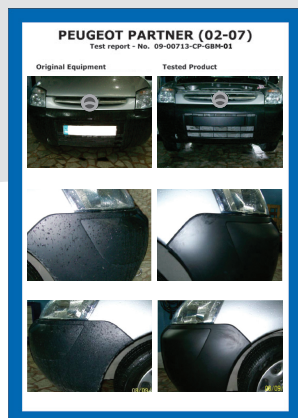 PEUGEOT PARTNER (02-07)
Test report - No. 09-00713-CP-GBM-01
Original Equipment
Tested Product